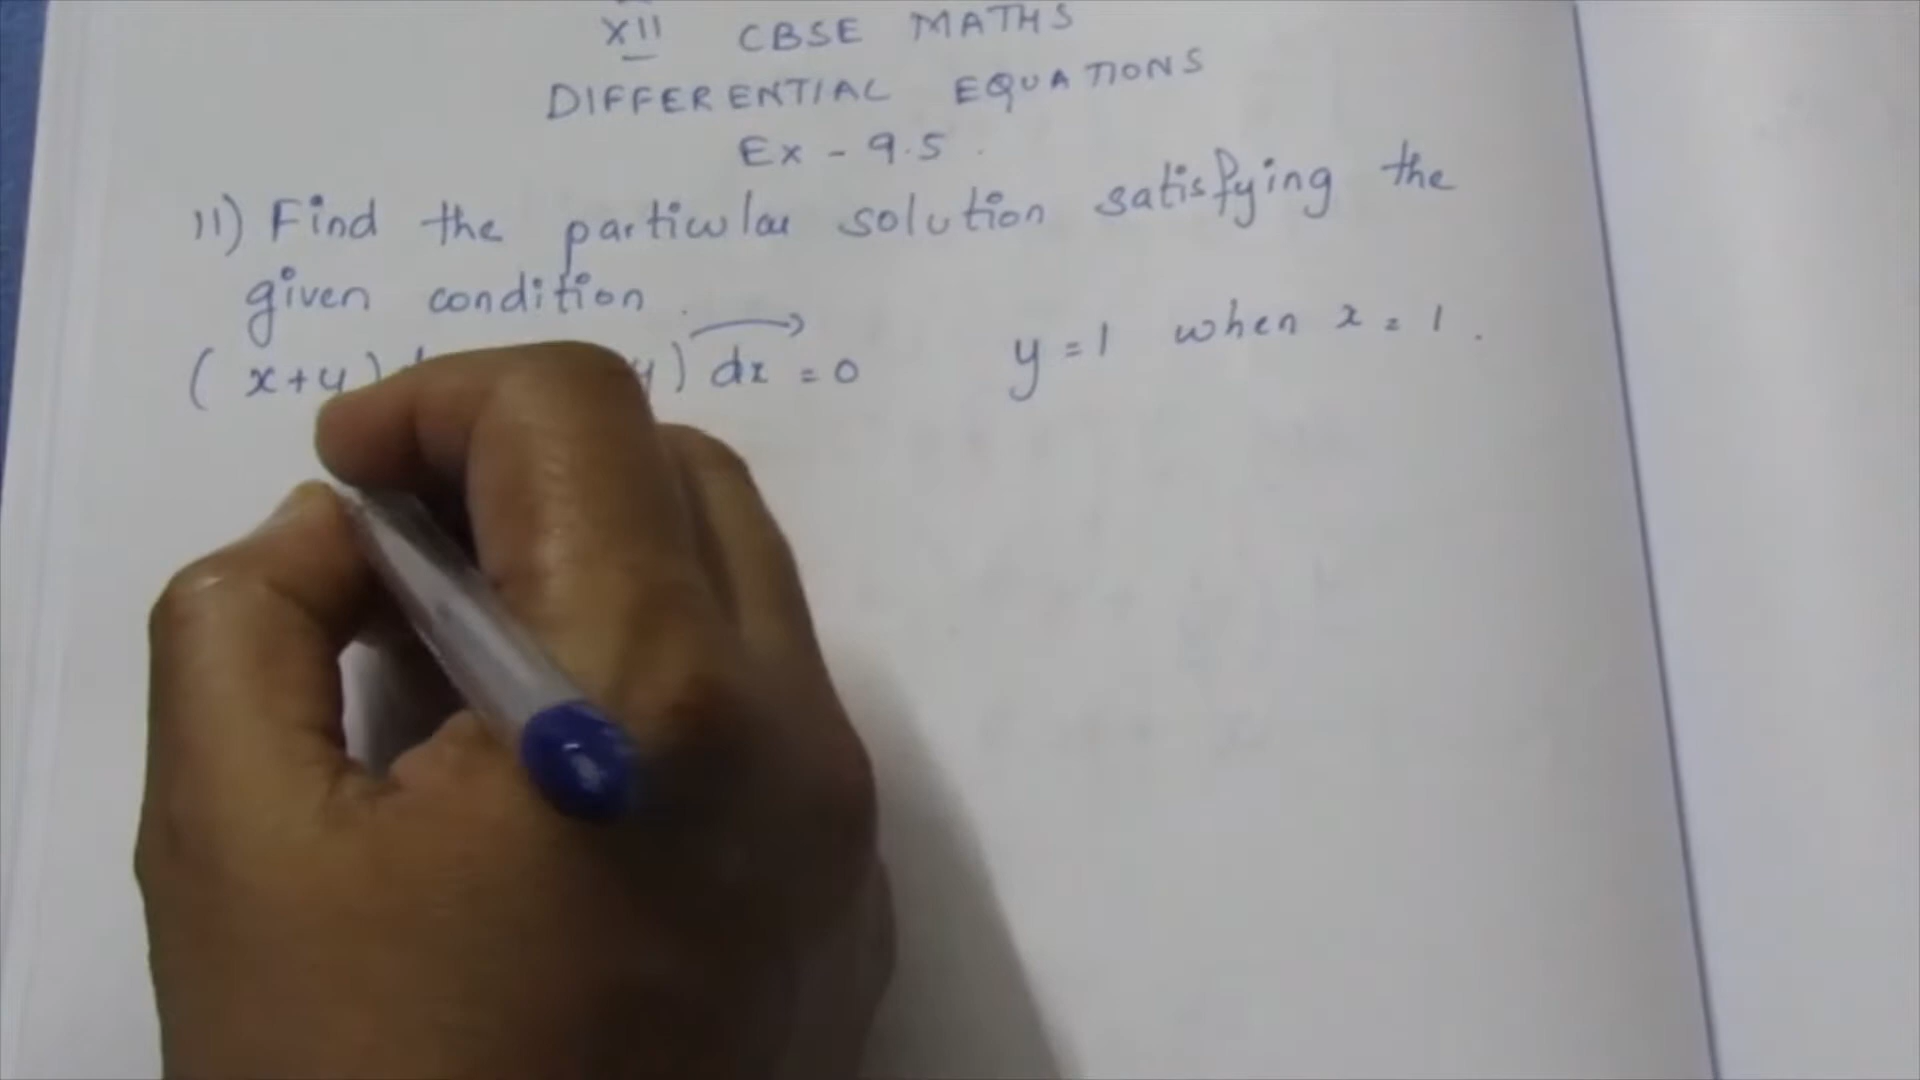 XII CBSE MATHS
DIFFERENTIAL EQUATIONS
Ex - 9.5.
11) Find the particular solution satisfying the
given condition.
(x+y) y) dx = 0 y = 1 when x = 1.